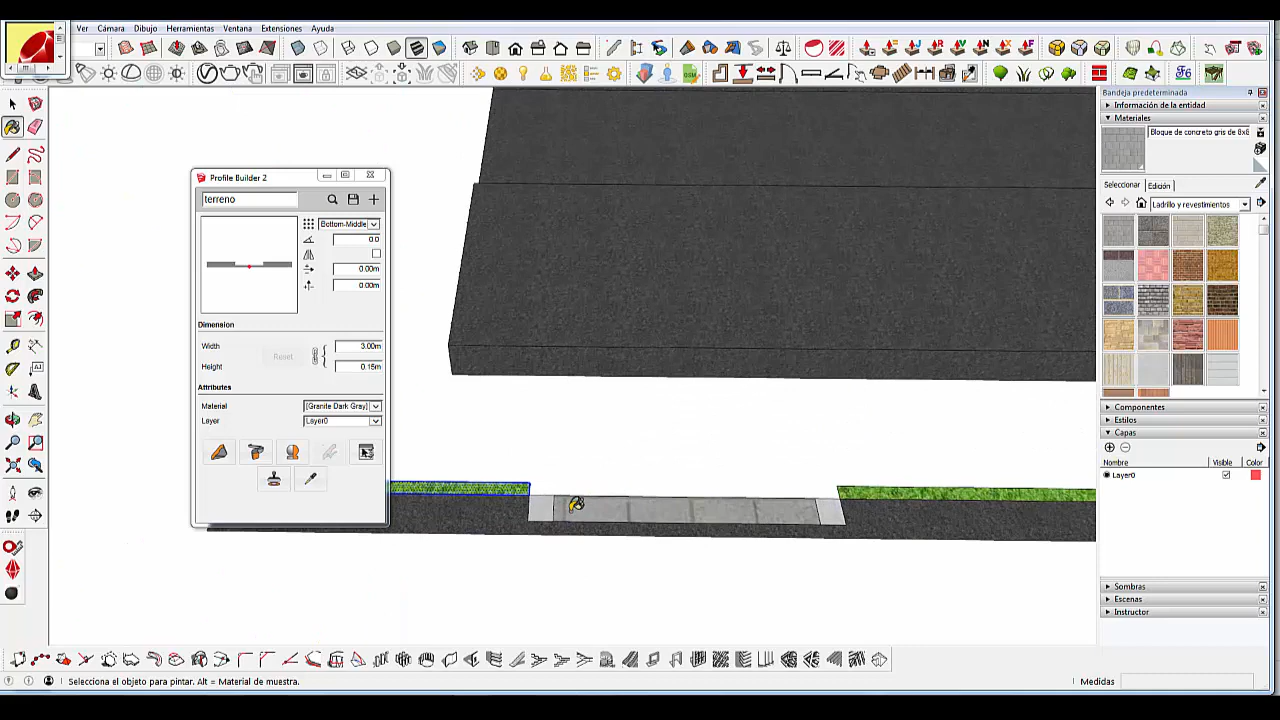 Ver Cámara Dibujo Herramientas Ventana Extensiones Ayuda
Bandeja predeterminada
Información de la entidad
Materiales
Bloque de concreto gris de 8x8
Seleccionar Edición
Ladrillo y revestimientos
Profile Builder 2
terreno
Bottom-Middle
0.0
0.00m
0.00m
Dimension
Width 3.00m
Reset
Height 0.15m
Attributes
Material [Granite Dark Gray]
Layer Layer0
Componentes
Estilos
Capas
Nombre Visible Color
Layer0
Sombras
Escenas
Instructor
Selecciona el objeto para pintar. Alt = Material de muestra.
Medidas